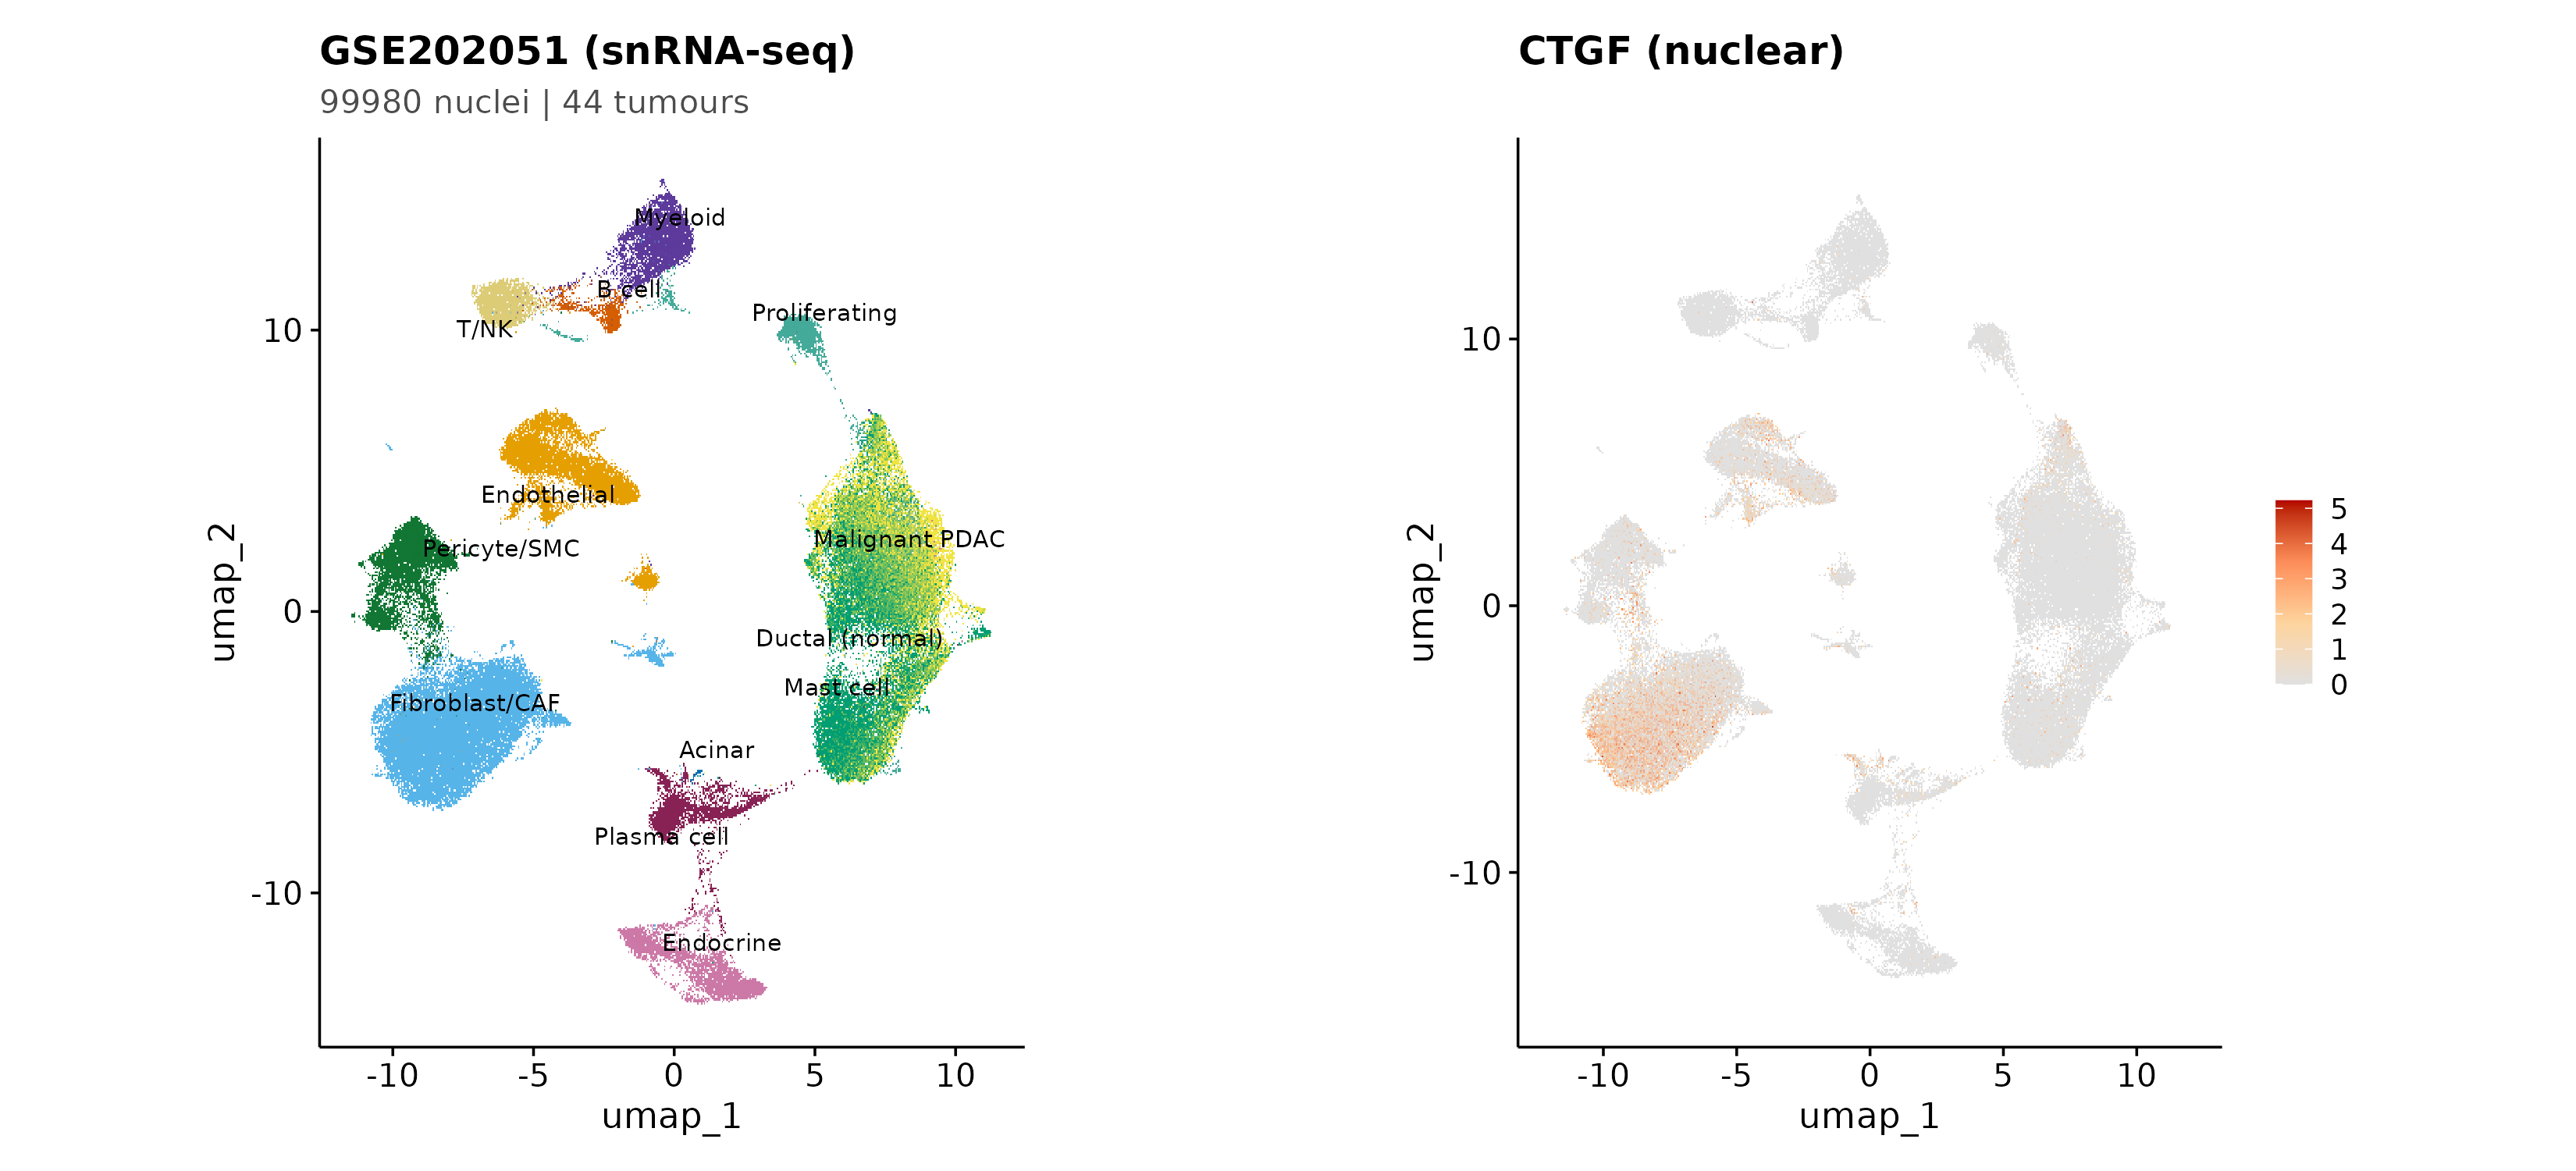 GSE202051 (snRNA-seq)
99980 nuclei | 44 tumours
umap_2
10
0
-10
Myeloid
B cell
T/NK
Proliferating
Endothelial
Pericyte/SMC
Malignant PDAC
Ductal (normal)
Mast cell
Fibroblast/CAF
Acinar
Plasma cell
Endocrine
-10 -5 0 5 10
umap_1
CTGF (nuclear)
umap_2
10
0
-10
-10 -5 0 5 10
umap_1
5
4
3
2
1
0